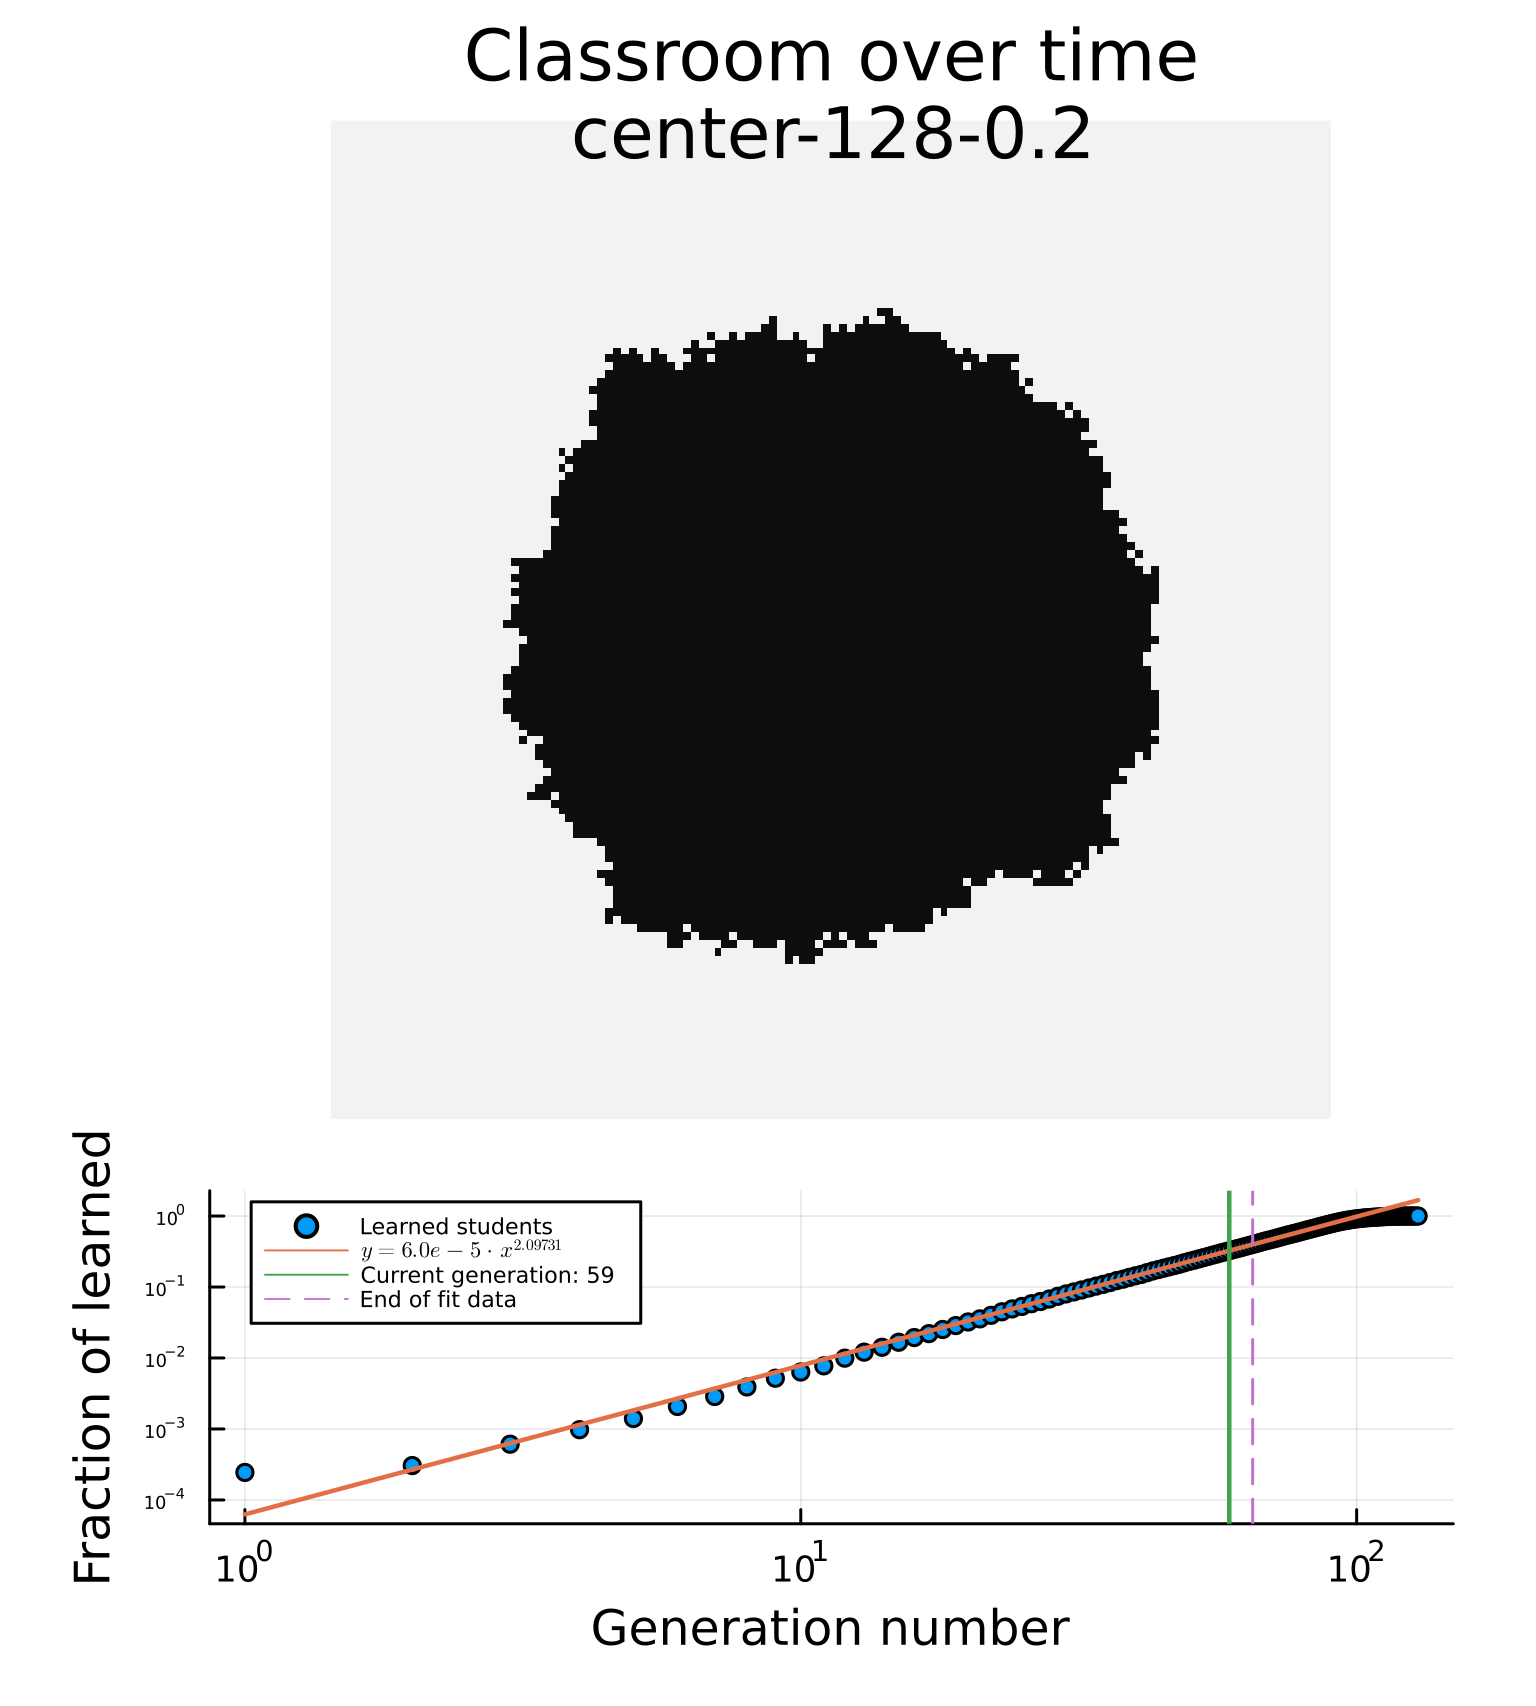 Classroom over time
center-128-0.2
Fraction of learned
10^0
10^-1
10^-2
10^-3
10^-4
Learned students
y = 6.0e − 5 · x^2.09731
Current generation: 59
End of fit data
10^0 10^1 10^2
Generation number